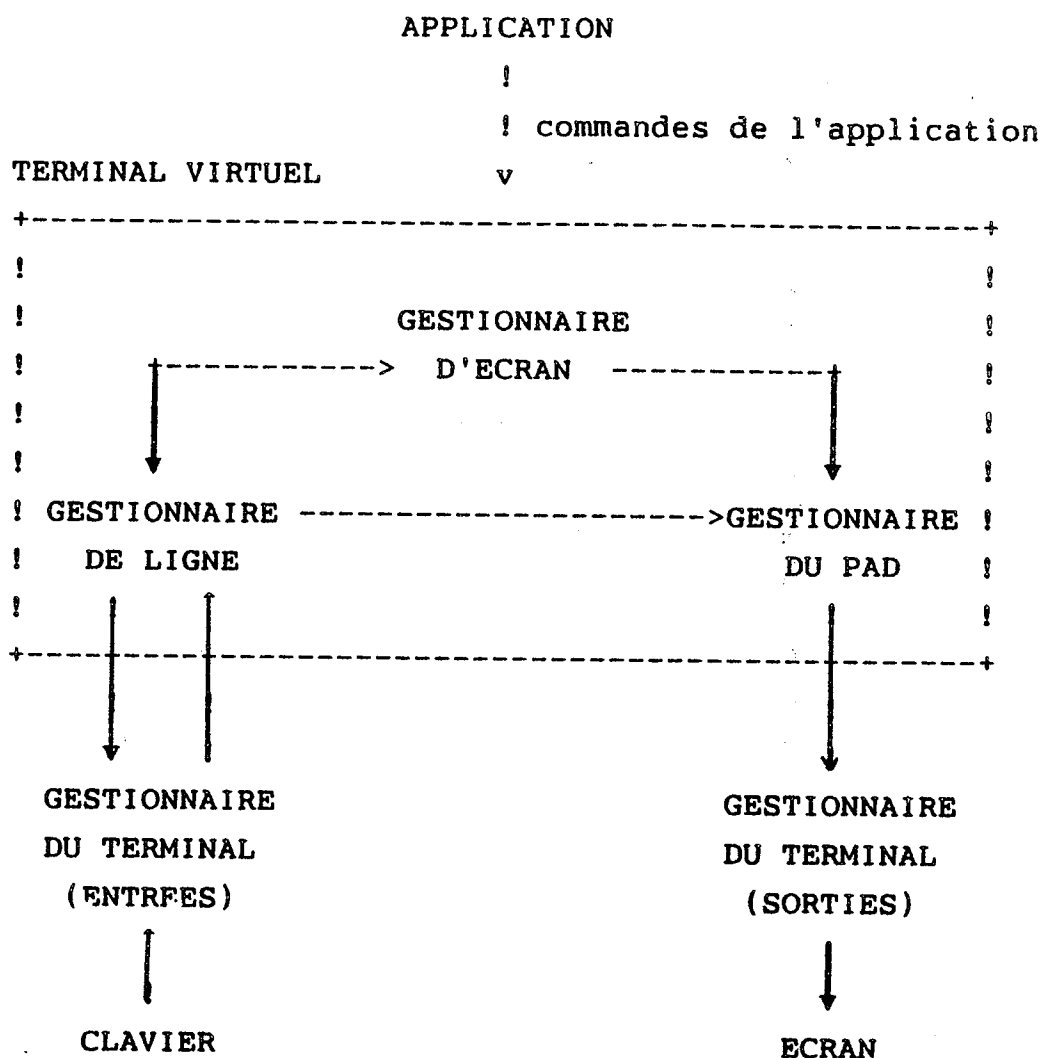 APPLICATION
!
! commandes de l'application
TERMINAL VIRTUEL v
+-------------------------------------------------------+
! !
! GESTIONNAIRE !
! +-----------> D'ECRAN ------------+ !
! !
! !
! GESTIONNAIRE --------------------->GESTIONNAIRE !
! DE LIGNE DU PAD !
! !
+-------------------------------------------------------+
GESTIONNAIRE GESTIONNAIRE
DU TERMINAL DU TERMINAL
(ENTREES) (SORTIES)
CLAVIER ECRAN